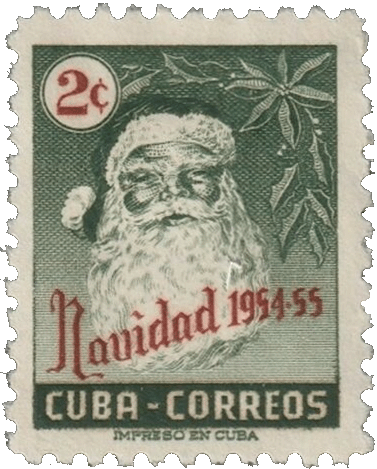 2¢
Navidad 1954-55
CUBA-CORREOS
IMPRESO EN CUBA